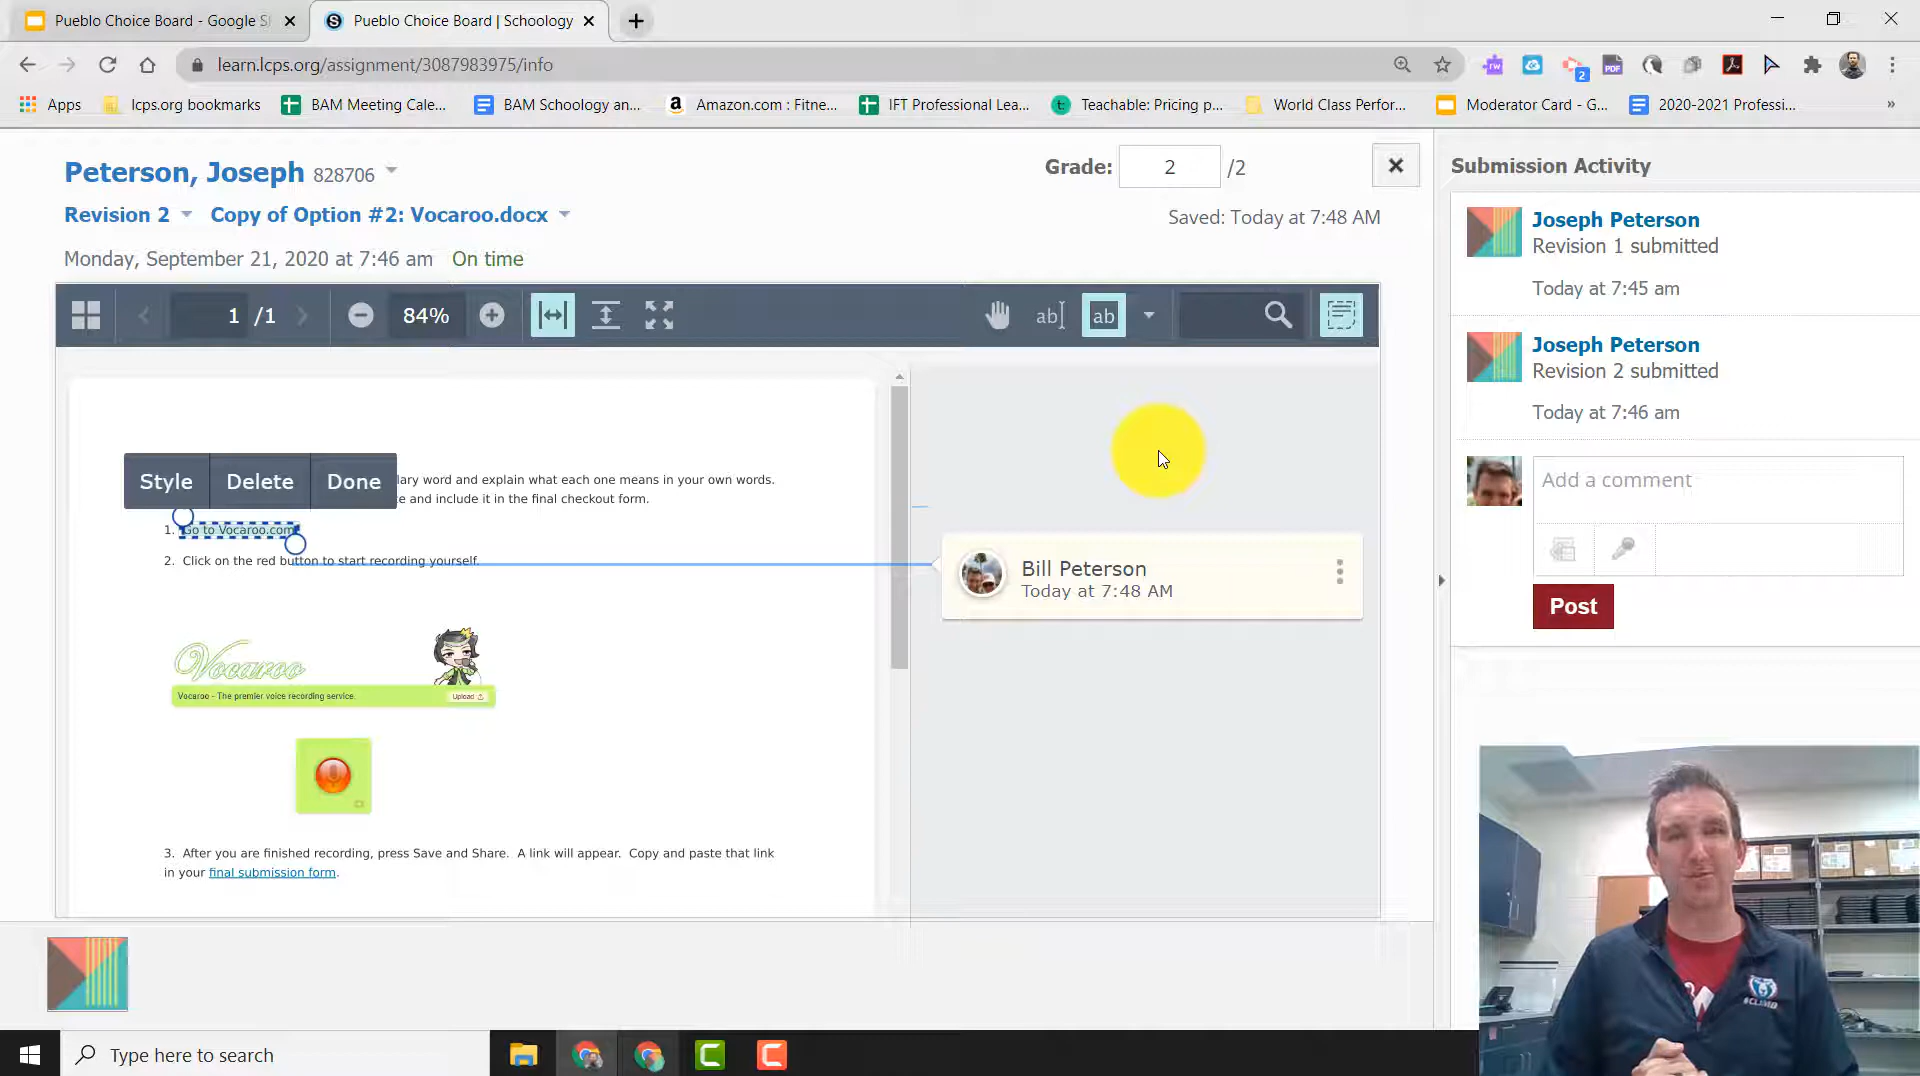 Pueblo Choice Board - Google S
Pueblo Choice Board | Schoology
learn.lcps.org/assignment/3087983975/info
2
Apps
lcps.org bookmarks
BAM Meeting Cale...
BAM Schoology an...
Amazon.com : Fitne...
IFT Professional Lea...
Teachable: Pricing p...
World Class Perfor...
Moderator Card - G...
2020-2021 Professi...
»
Peterson, Joseph 828706
Grade: 2 /2
Submission Activity
Revision 2
Copy of Option #2: Vocaroo.docx
Saved: Today at 7:48 AM
Monday, September 21, 2020 at 7:46 am On time
Joseph Peterson
Revision 1 submitted
Today at 7:45 am
1 /1
84%
ab
ab
Joseph Peterson
Revision 2 submitted
Today at 7:46 am
Style
Delete
Done
lary word and explain what each one means in your own words.
e and include it in the final checkout form.
1. Go to Vocaroo.com
2. Click on the red button to start recording yourself.
Bill Peterson
Today at 7:48 AM
Add a comment
Post
Vocaroo
Vocaroo - The premier voice recording service.
Upload
3. After you are finished recording, press Save and Share. A link will appear. Copy and paste that link
in your final submission form.
#CLIMB
Type here to search